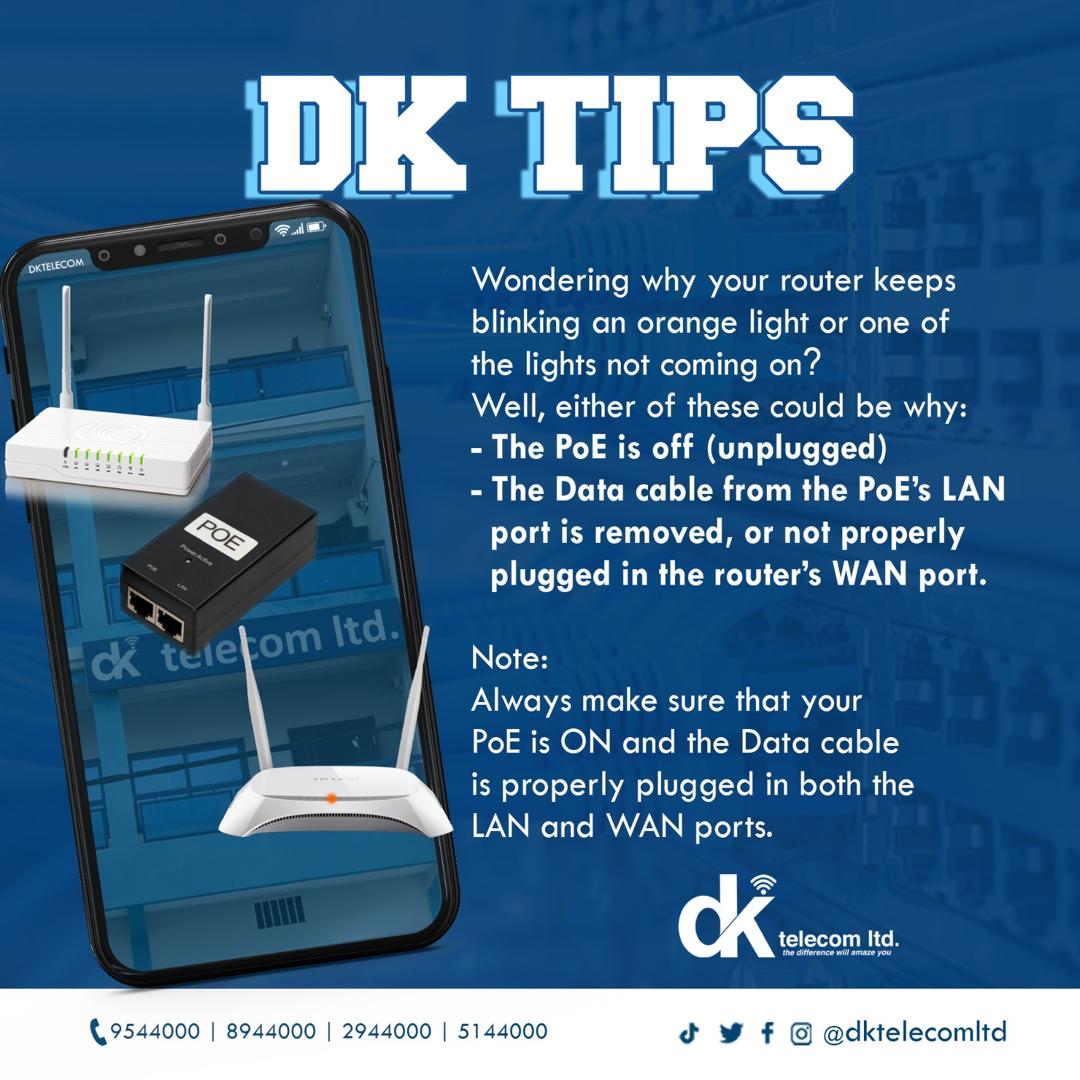 DK TIPS
DKTELECOM
Wondering why your router keeps
blinking an orange light or one of
the lights not coming on?
Well, either of these could be why:
- The PoE is off (unplugged)
- The Data cable from the PoE's LAN
port is removed, or not properly
plugged in the router's WAN port.
POE
Power Active
POE
LAN
dk telecom ltd.
Note:
Always make sure that your
PoE is ON and the Data cable
is properly plugged in both the
LAN and WAN ports.
dk
telecom ltd.
the difference will amaze you
9544000 | 8944000 | 2944000 | 5144000
@dktelecomltd